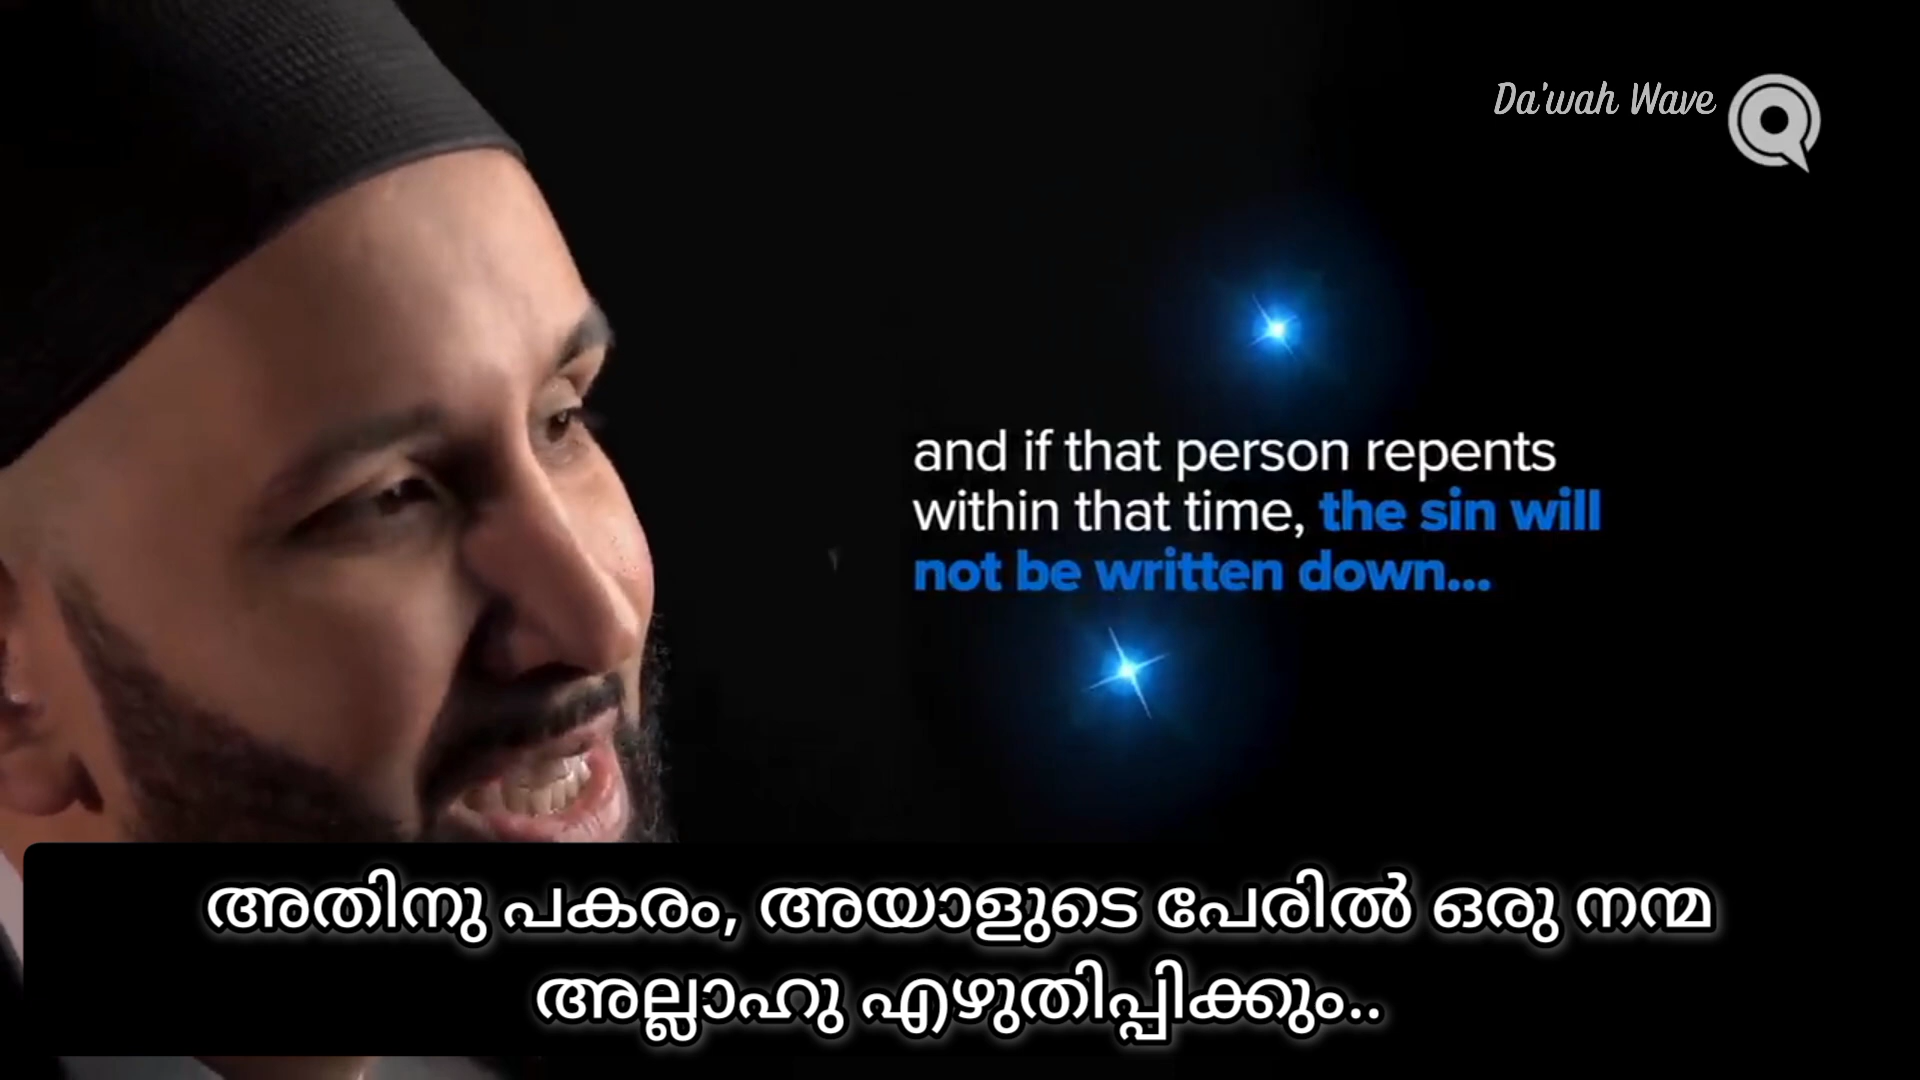 Da'wah Wave
and if that person repents
within that time, the sin will
not be written down...
അതിനു പകരം, അയാളുടെ പേരിൽ ഒരു നന്മ
അല്ലാഹു എഴുതിപ്പിക്കും..